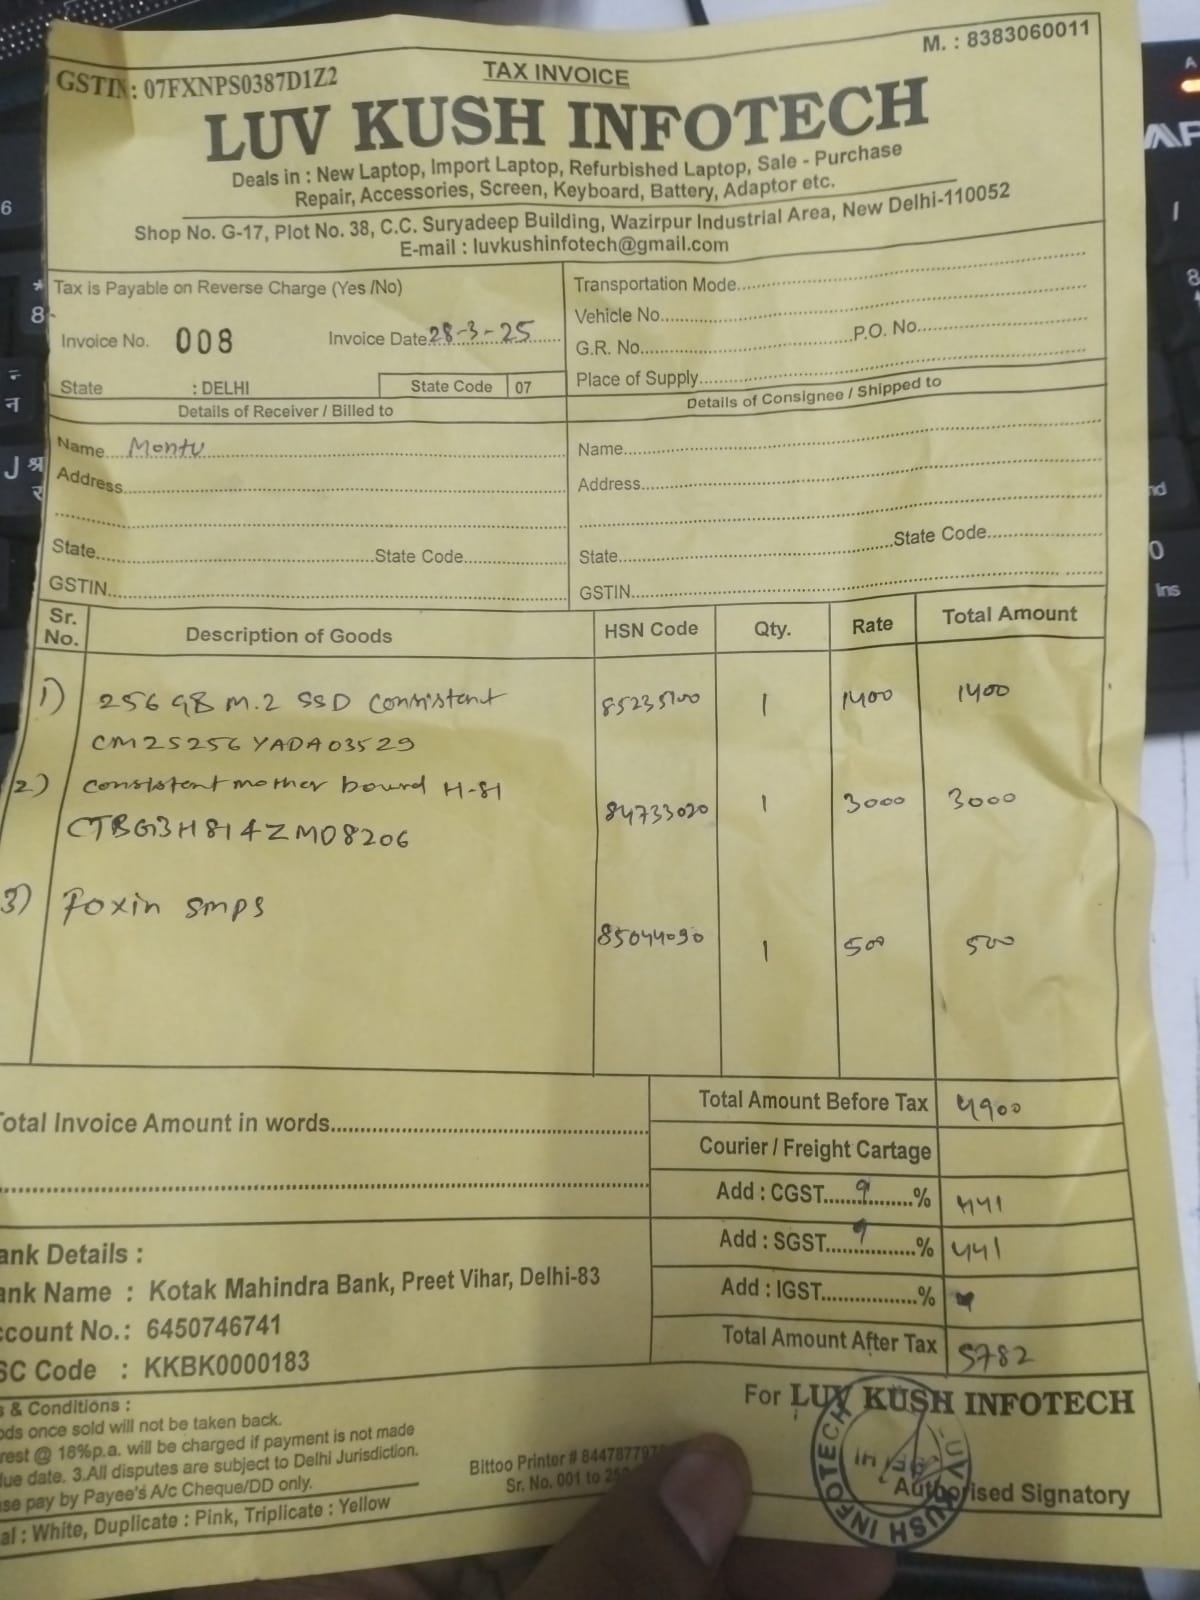 M. : 8383060011
GSTIN : 07FXNPS0387D1Z2
TAX INVOICE
LUV KUSH INFOTECH
Deals in : New Laptop, Import Laptop, Refurbished Laptop, Sale - Purchase
Repair, Accessories, Screen, Keyboard, Battery, Adaptor etc.
Shop No. G-17, Plot No. 38, C.C. Suryadeep Building, Wazirpur Industrial Area, New Delhi-110052
E-mail : luvkushinfotech@gmail.com
Tax is Payable on Reverse Charge (Yes /No)
Invoice No. 008 Invoice Date 28-3-25
State : DELHI State Code 07
Transportation Mode
Vehicle No.
G.R. No. P.O. No.
Place of Supply
Details of Receiver / Billed to
Name Montu
Address
State State Code
GSTIN
Details of Consignee / Shipped to
Name
Address
State State Code
GSTIN
Sr. No. Description of Goods HSN Code Qty. Rate Total Amount
1) 256 GB M.2 SSD Consistent 85235100 1 1400 1400
CM2S256YADA03529
2) Consistent mother bourd H-81 84733020 1 3000 3000
CTBG3H814ZM08206
3) Foxin smps 85044090 1 500 500
Total Invoice Amount in words
Total Amount Before Tax 4900
Courier / Freight Cartage
Add : CGST 9 % 441
Add : SGST 9 % 441
Add : IGST %
Total Amount After Tax 5782
ank Details :
ank Name : Kotak Mahindra Bank, Preet Vihar, Delhi-83
ccount No.: 6450746741
SC Code : KKBK0000183
s & Conditions :
ods once sold will not be taken back.
rest @ 18%p.a. will be charged if payment is not made
lue date. 3.All disputes are subject to Delhi Jurisdiction.
se pay by Payee's A/c Cheque/DD only.
al : White, Duplicate : Pink, Triplicate : Yellow
Bittoo Printer # 844787797
Sr. No. 001 to 25
For LUV KUSH INFOTECH
Authorised Signatory